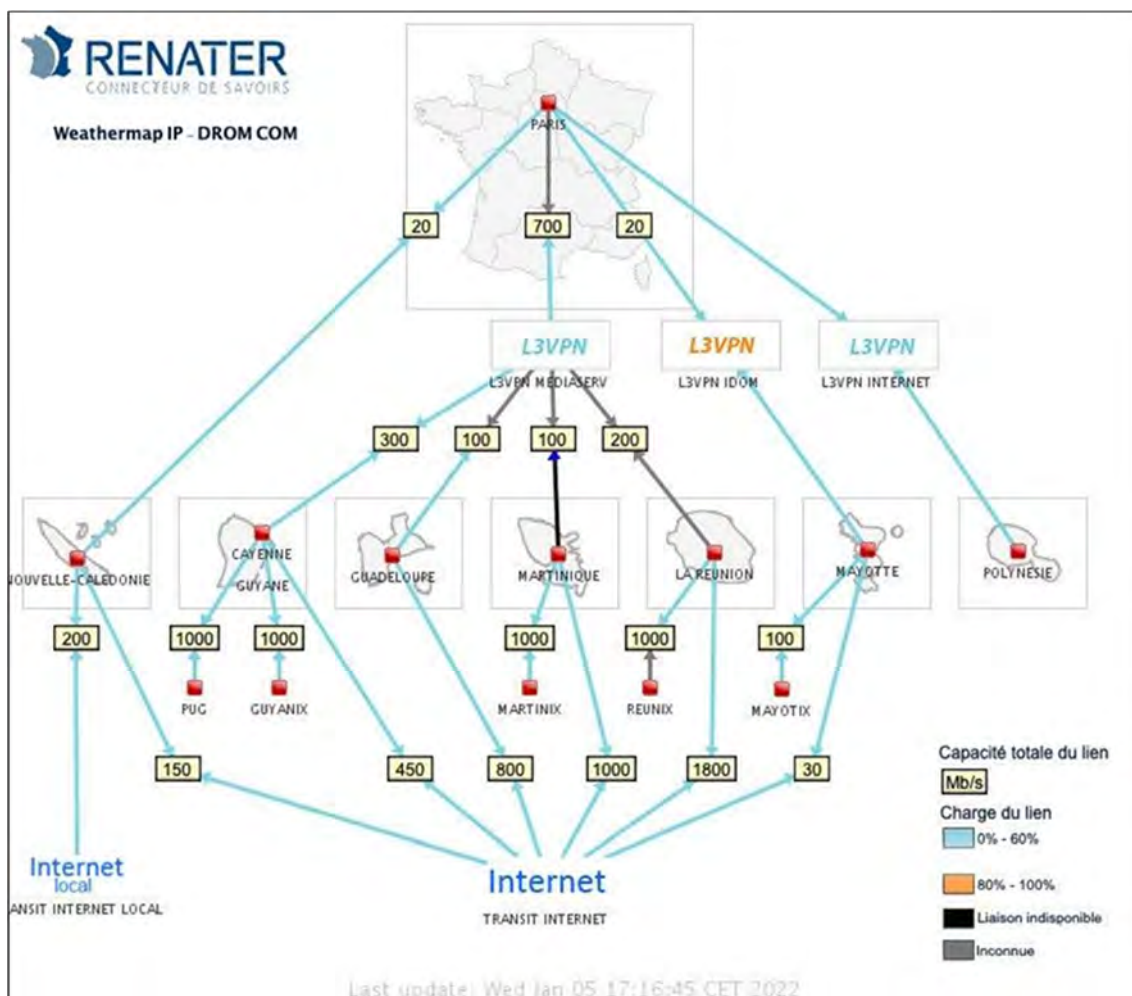 RENATER
CONNECTEUR DE SAVOIRS
Weathermap IP - DROM COM
PARIS
20
700
20
L3VPN
L3VPN
L3VPN
L3VPN MEDIASERV
L3VPN IDOM
L3VPN INTERNET
300
100
100
200
CAYENNE
NOUVELLE-CALEDONIE
GUYANE
GUADELOUPE
MARTINIQUE
LA REUNION
MAYOTTE
POLYNESIE
200
1000
1000
1000
1000
100
PUG
GUYANIX
MARTINIX
REUNIX
MAYOTIX
150
450
800
1000
1800
30
Capacité totale du lien
Mb/s
Charge du lien
0% - 60%
80% - 100%
Liaison indisponible
Inconnue
Internet
local
ANSIT INTERNET LOCAL
Internet
TRANSIT INTERNET
Last update: Wed Jan 05 17:16:45 CET 2022